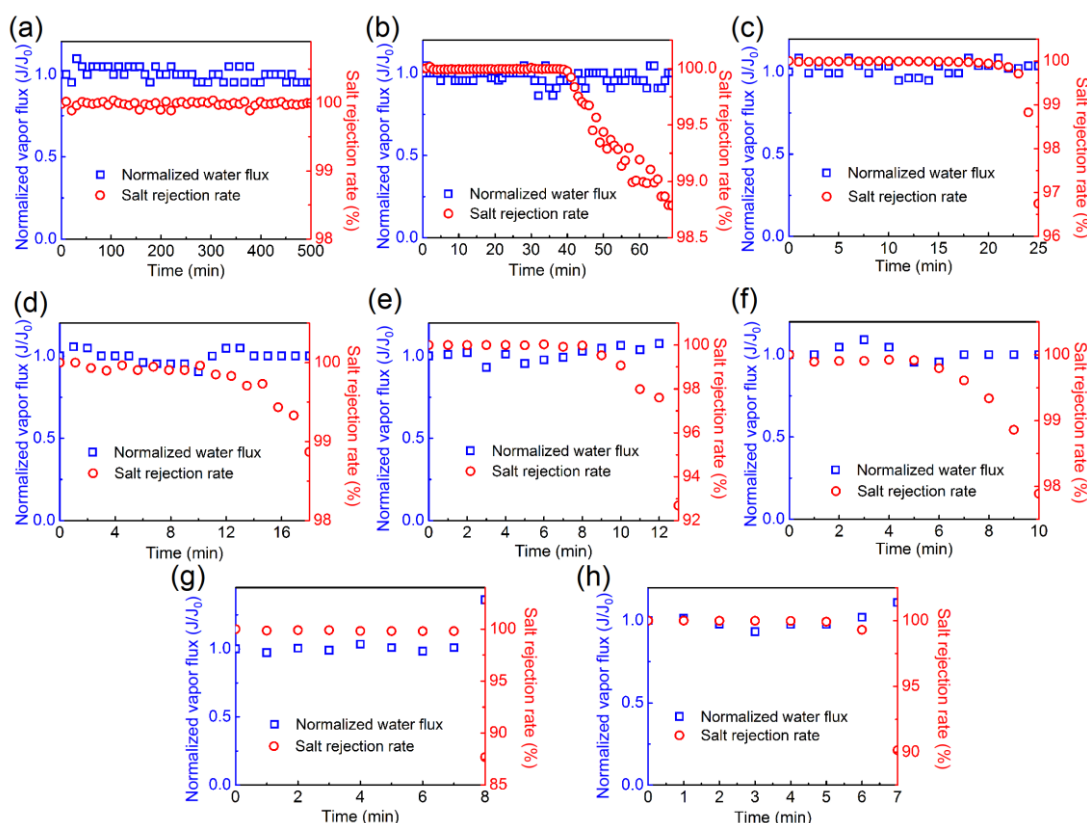 (a)
Normalized vapor flux (J/J0)
1.0
0.5
0.0
Normalized water flux
Salt rejection rate
100
99
98
Salt rejection rate (%)
0 100 200 300 400 500
Time (min)
(b)
Normalized vapor flux (J/J0)
1.0
0.5
0.0
Normalized water flux
Salt rejection rate
100.0
99.5
99.0
98.5
Salt rejection rate (%)
0 10 20 30 40 50 60
Time (min)
(c)
Normalized vapor flux (J/J0)
1.0
0.5
0.0
Normalized water flux
Salt rejection rate
100
99
98
97
96
Salt rejection rate (%)
0 5 10 15 20 25
Time (min)
(d)
Normalized vapor flux (J/J0)
1.0
0.5
0.0
Normalized water flux
Salt rejection rate
100
99
98
Salt rejection rate (%)
0 4 8 12 16
Time (min)
(e)
Normalized vapor flux (J/J0)
1.0
0.5
0.0
Normalized water flux
Salt rejection rate
100
98
96
94
92
Salt rejection rate (%)
0 2 4 6 8 10 12
Time (min)
(f)
Normalized vapor flux (J/J0)
1.0
0.5
0.0
Normalized water flux
Salt rejection rate
100
99
98
Salt rejection rate (%)
0 2 4 6 8 10
Time (min)
(g)
Normalized vapor flux (J/J0)
1.0
0.5
0.0
Normalized water flux
Salt rejection rate
100
95
90
85
Salt rejection rate (%)
0 2 4 6 8
Time (min)
(h)
Normalized vapor flux (J/J0)
1.0
0.5
0.0
Normalized water flux
Salt rejection rate
100
95
90
Salt rejection rate (%)
0 1 2 3 4 5 6 7
Time (min)